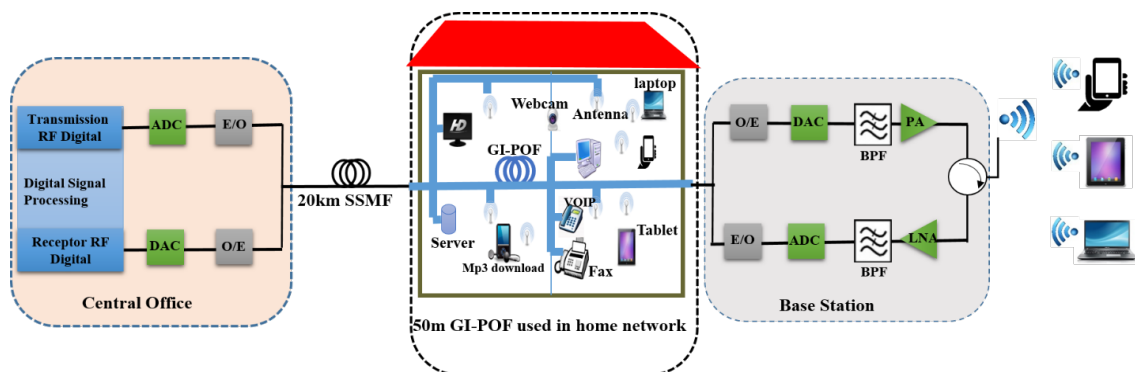 Transmission
RF Digital
ADC
E/O
Digital Signal
Processing
Receptor RF
Digital
DAC
O/E
Central Office
20km SSMF
HD
Webcam
Antenna
laptop
GI-POF
Server
Mp3 download
VOIP
Fax
Tablet
50m GI-POF used in home network
O/E
DAC
BPF
PA
E/O
ADC
BPF
LNA
Base Station